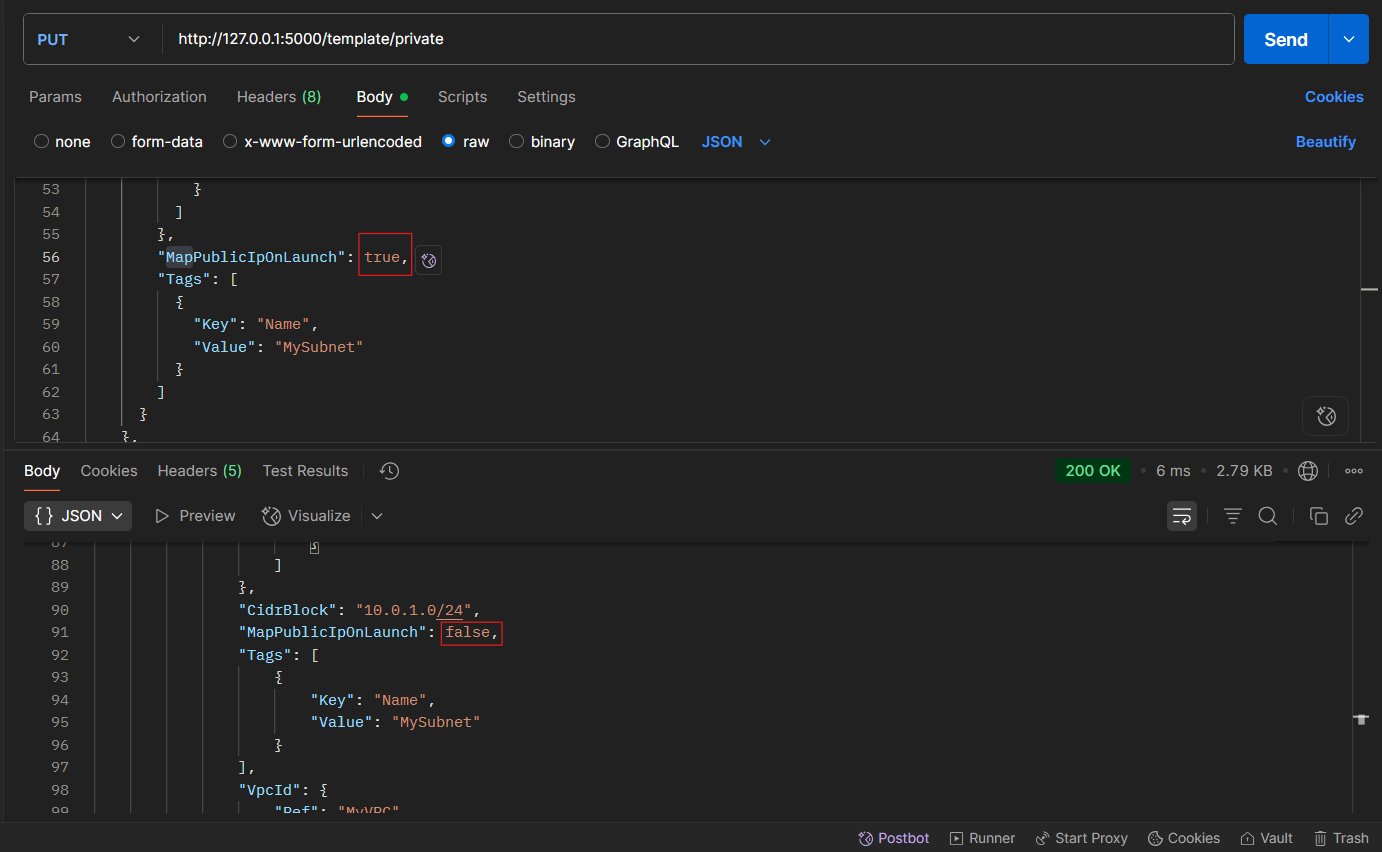 PUT http://127.0.0.1:5000/template/private Send
Params Authorization Headers (8) Body Scripts Settings Cookies
none form-data x-www-form-urlencoded raw binary GraphQL JSON Beautify
53 }
54 ]
55 },
56 "MapPublicIpOnLaunch": true,
57 "Tags": [
58 {
59 "Key": "Name",
60 "Value": "MySubnet"
61 }
62 ]
63 }
64 },
Body Cookies Headers (5) Test Results 200 OK • 6 ms • 2.79 KB •
{} JSON Preview Visualize
87 }
88 ]
89 },
90 "CidrBlock": "10.0.1.0/24",
91 "MapPublicIpOnLaunch": false,
92 "Tags": [
93 {
94 "Key": "Name",
95 "Value": "MySubnet"
96 }
97 ],
98 "VpcId": {
99 "Ref": "MyVPC"
Postbot Runner Start Proxy Cookies Vault Trash